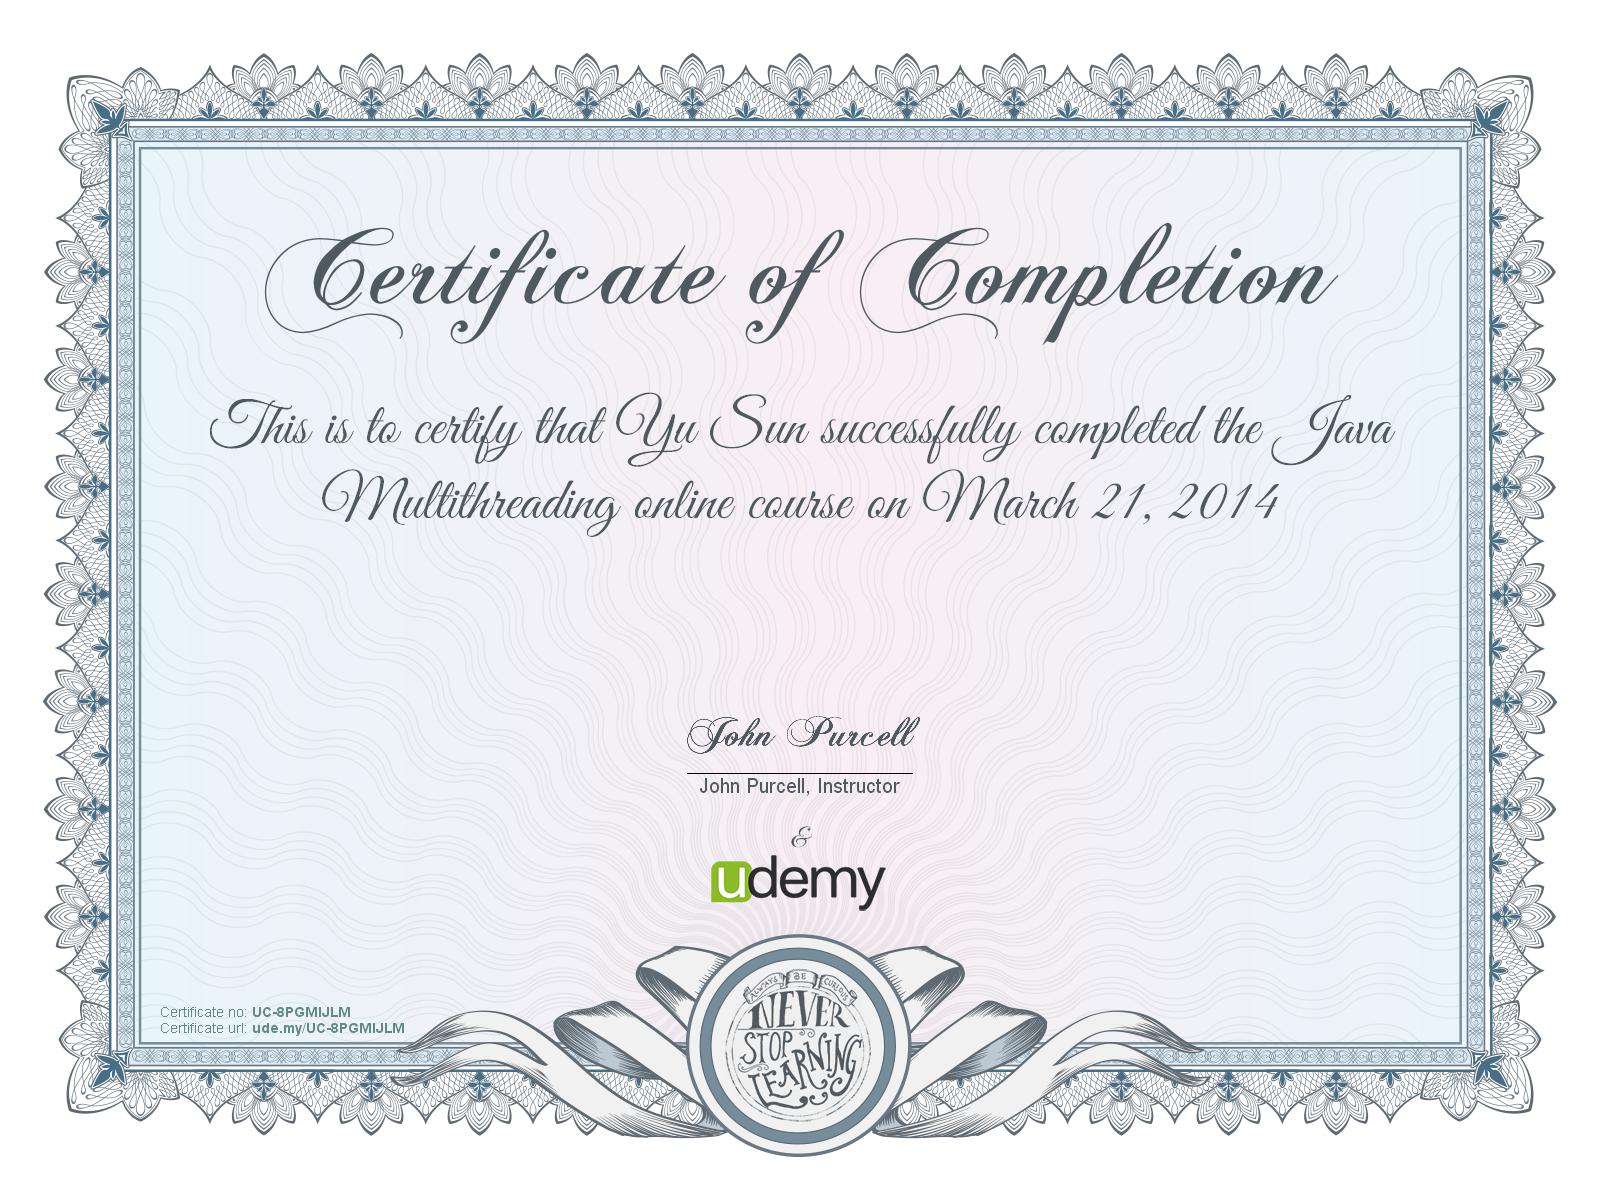 Certificate of Completion
This is to certify that Yu Sun successfully completed the Java
Multithreading online course on March 21, 2014
John Purcell
John Purcell, Instructor
&
udemy
ALWAYS BE CURIOUS
NEVER
STOP
LEARNING
Certificate no: UC-8PGMIJLM
Certificate url: ude.my/UC-8PGMIJLM